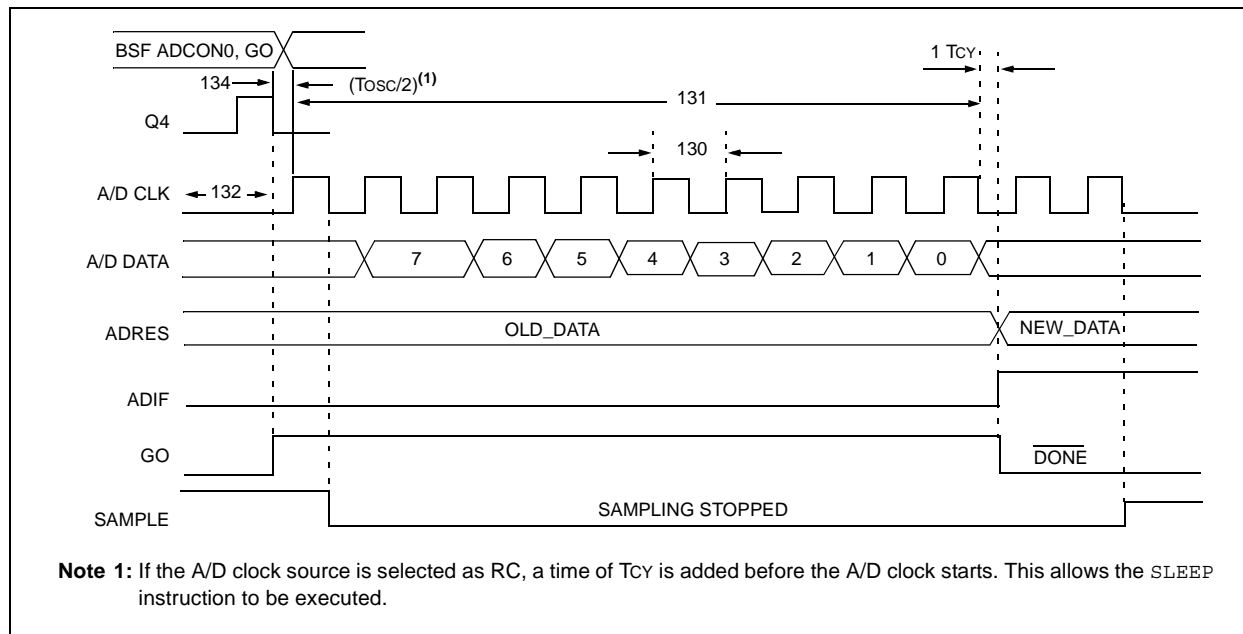 BSF ADCON0, GO
1 TCY
134
(TOSC/2)(1)
131
Q4
130
A/D CLK
132
A/D DATA
7 6 5 4 3 2 1 0
ADRES
OLD_DATA
NEW_DATA
ADIF
GO
DONE
SAMPLE
SAMPLING STOPPED
Note 1: If the A/D clock source is selected as RC, a time of TCY is added before the A/D clock starts. This allows the SLEEP
instruction to be executed.